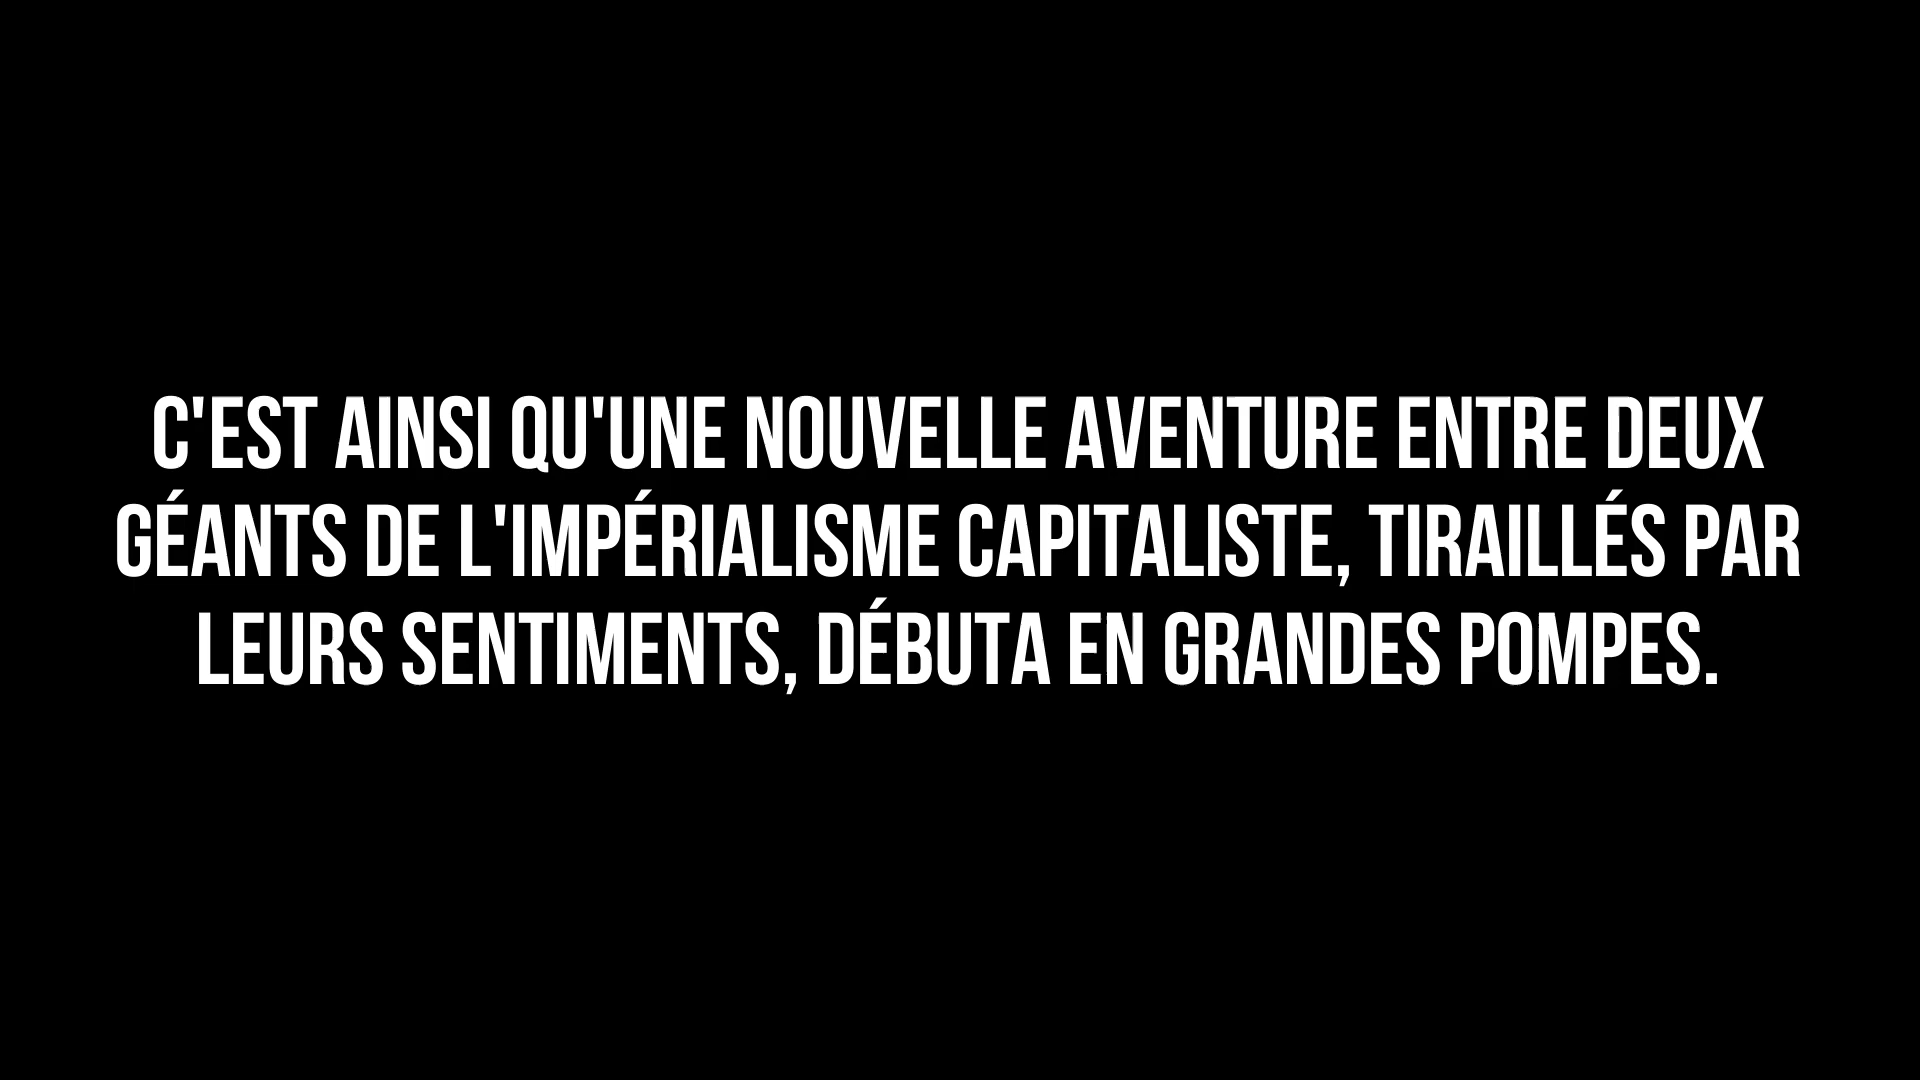 C'EST AINSI QU'UNE NOUVELLE AVENTURE ENTRE DEUX
GÉANTS DE L'IMPÉRIALISME CAPITALISTE, TIRAILLÉS PAR
LEURS SENTIMENTS, DÉBUTA EN GRANDES POMPES.